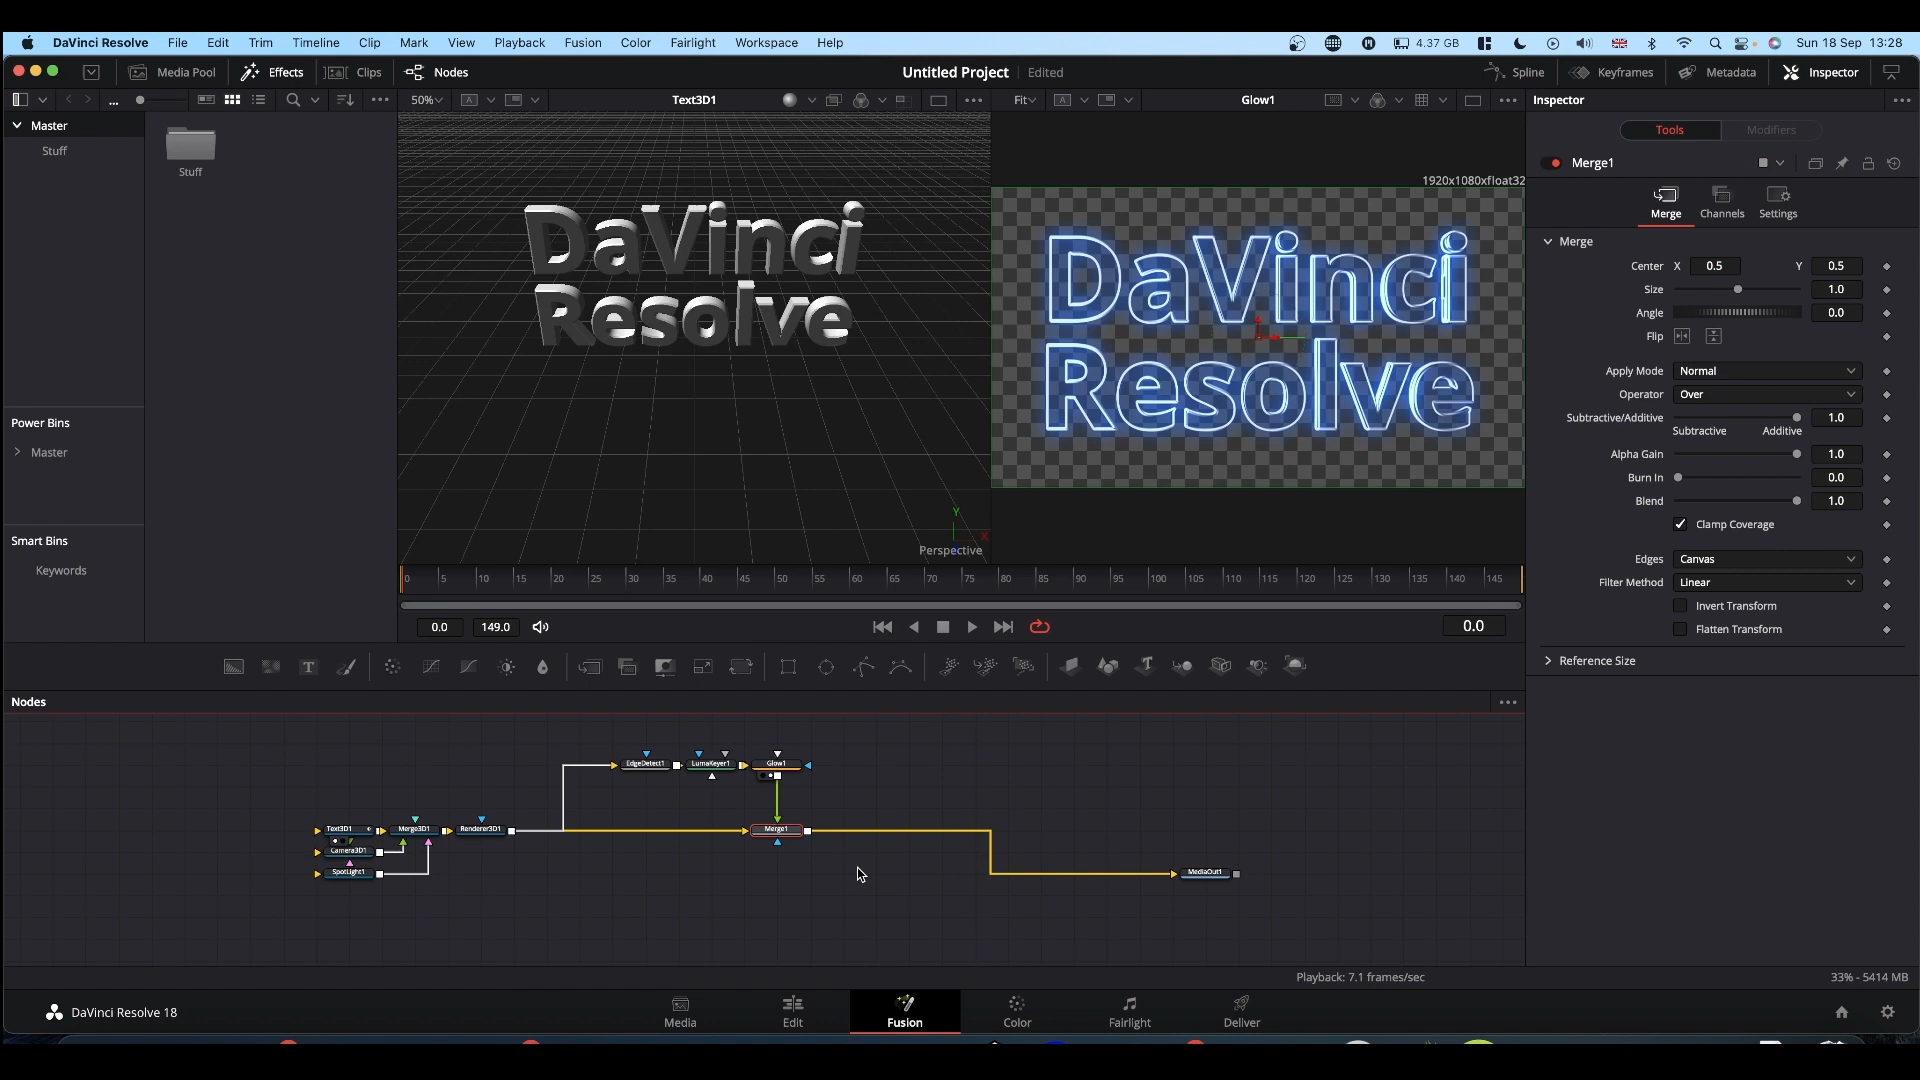 DaVinci Resolve File Edit Trim Timeline Clip Mark View Playback Fusion Color Fairlight Workspace Help 4.37 GB Sun 18 Sep 13:28
Media Pool Effects Clips Nodes Untitled Project Edited Spline Keyframes Metadata Inspector
... 50% A Text3D1 Fit A Glow1 Inspector
Master
Stuff
Stuff
Power Bins
Master
Smart Bins
Keywords
DaVinci
Resolve
Y
X
Perspective
1920x1080xfloat32
DaVinci
Resolve
Tools Modifiers
Merge1
Merge Channels Settings
Merge
Center X 0.5 Y 0.5
Size 1.0
Angle 0.0
Flip
Apply Mode Normal
Operator Over
Subtractive/Additive 1.0
Subtractive Additive
Alpha Gain 1.0
Burn In 0.0
Blend 1.0
Clamp Coverage
Edges Canvas
Filter Method Linear
Invert Transform
Flatten Transform
Reference Size
0 5 10 15 20 25 30 35 40 45 50 55 60 65 70 75 80 85 90 95 100 105 110 115 120 125 130 135 140 145
0.0 149.0 0.0
T T
Nodes
EdgeDetect1 LumaKeyer1 Glow1
Text3D1 Merge3D1 Renderer3D1 Merge1
Camera3D1
SpotLight1 MediaOut1
Playback: 7.1 frames/sec 33% - 5414 MB
DaVinci Resolve 18 Media Edit Fusion Color Fairlight Deliver